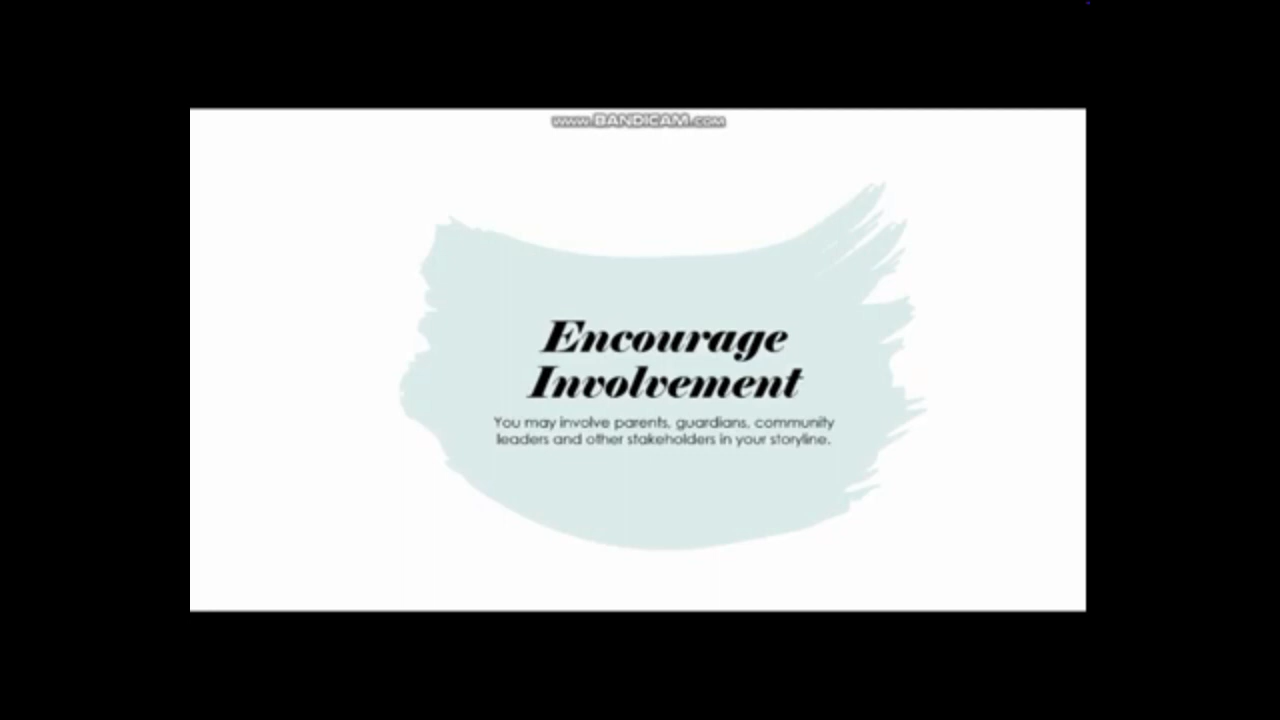 www.BANDICAM.com
Encourage
Involvement
You may involve parents, guardians, community
leaders and other stakeholders in your storyline.